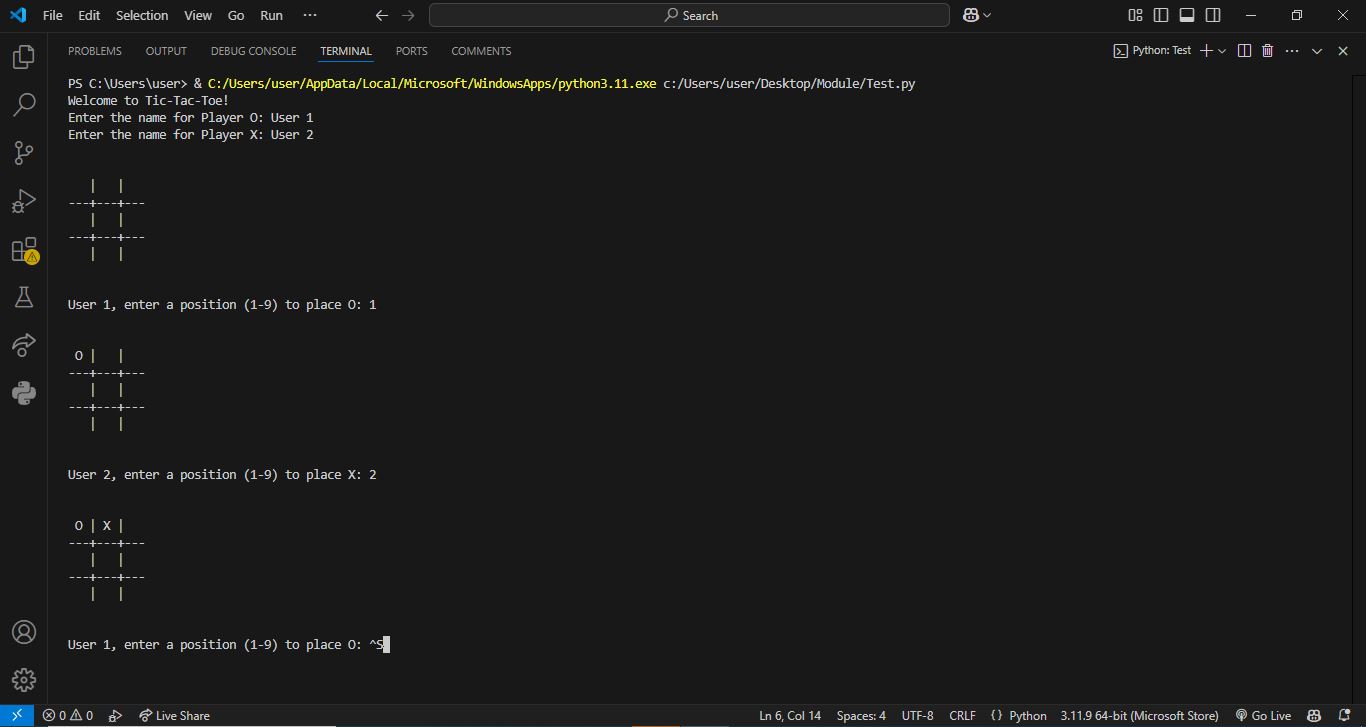 File Edit Selection View Go Run ··· Search
PROBLEMS OUTPUT DEBUG CONSOLE TERMINAL PORTS COMMENTS Python: Test
PS C:\Users\user> & C:/Users/user/AppData/Local/Microsoft/WindowsApps/python3.11.exe c:/Users/user/Desktop/Module/Test.py
Welcome to Tic-Tac-Toe!
Enter the name for Player O: User 1
Enter the name for Player X: User 2
   |   |
---+---+---
   |   |
---+---+---
   |   |
User 1, enter a position (1-9) to place O: 1
 O |   |
---+---+---
   |   |
---+---+---
   |   |
User 2, enter a position (1-9) to place X: 2
 O | X |
---+---+---
   |   |
---+---+---
   |   |
User 1, enter a position (1-9) to place O: ^S
0 0 Live Share Ln 6, Col 14 Spaces: 4 UTF-8 CRLF {} Python 3.11.9 64-bit (Microsoft Store) Go Live